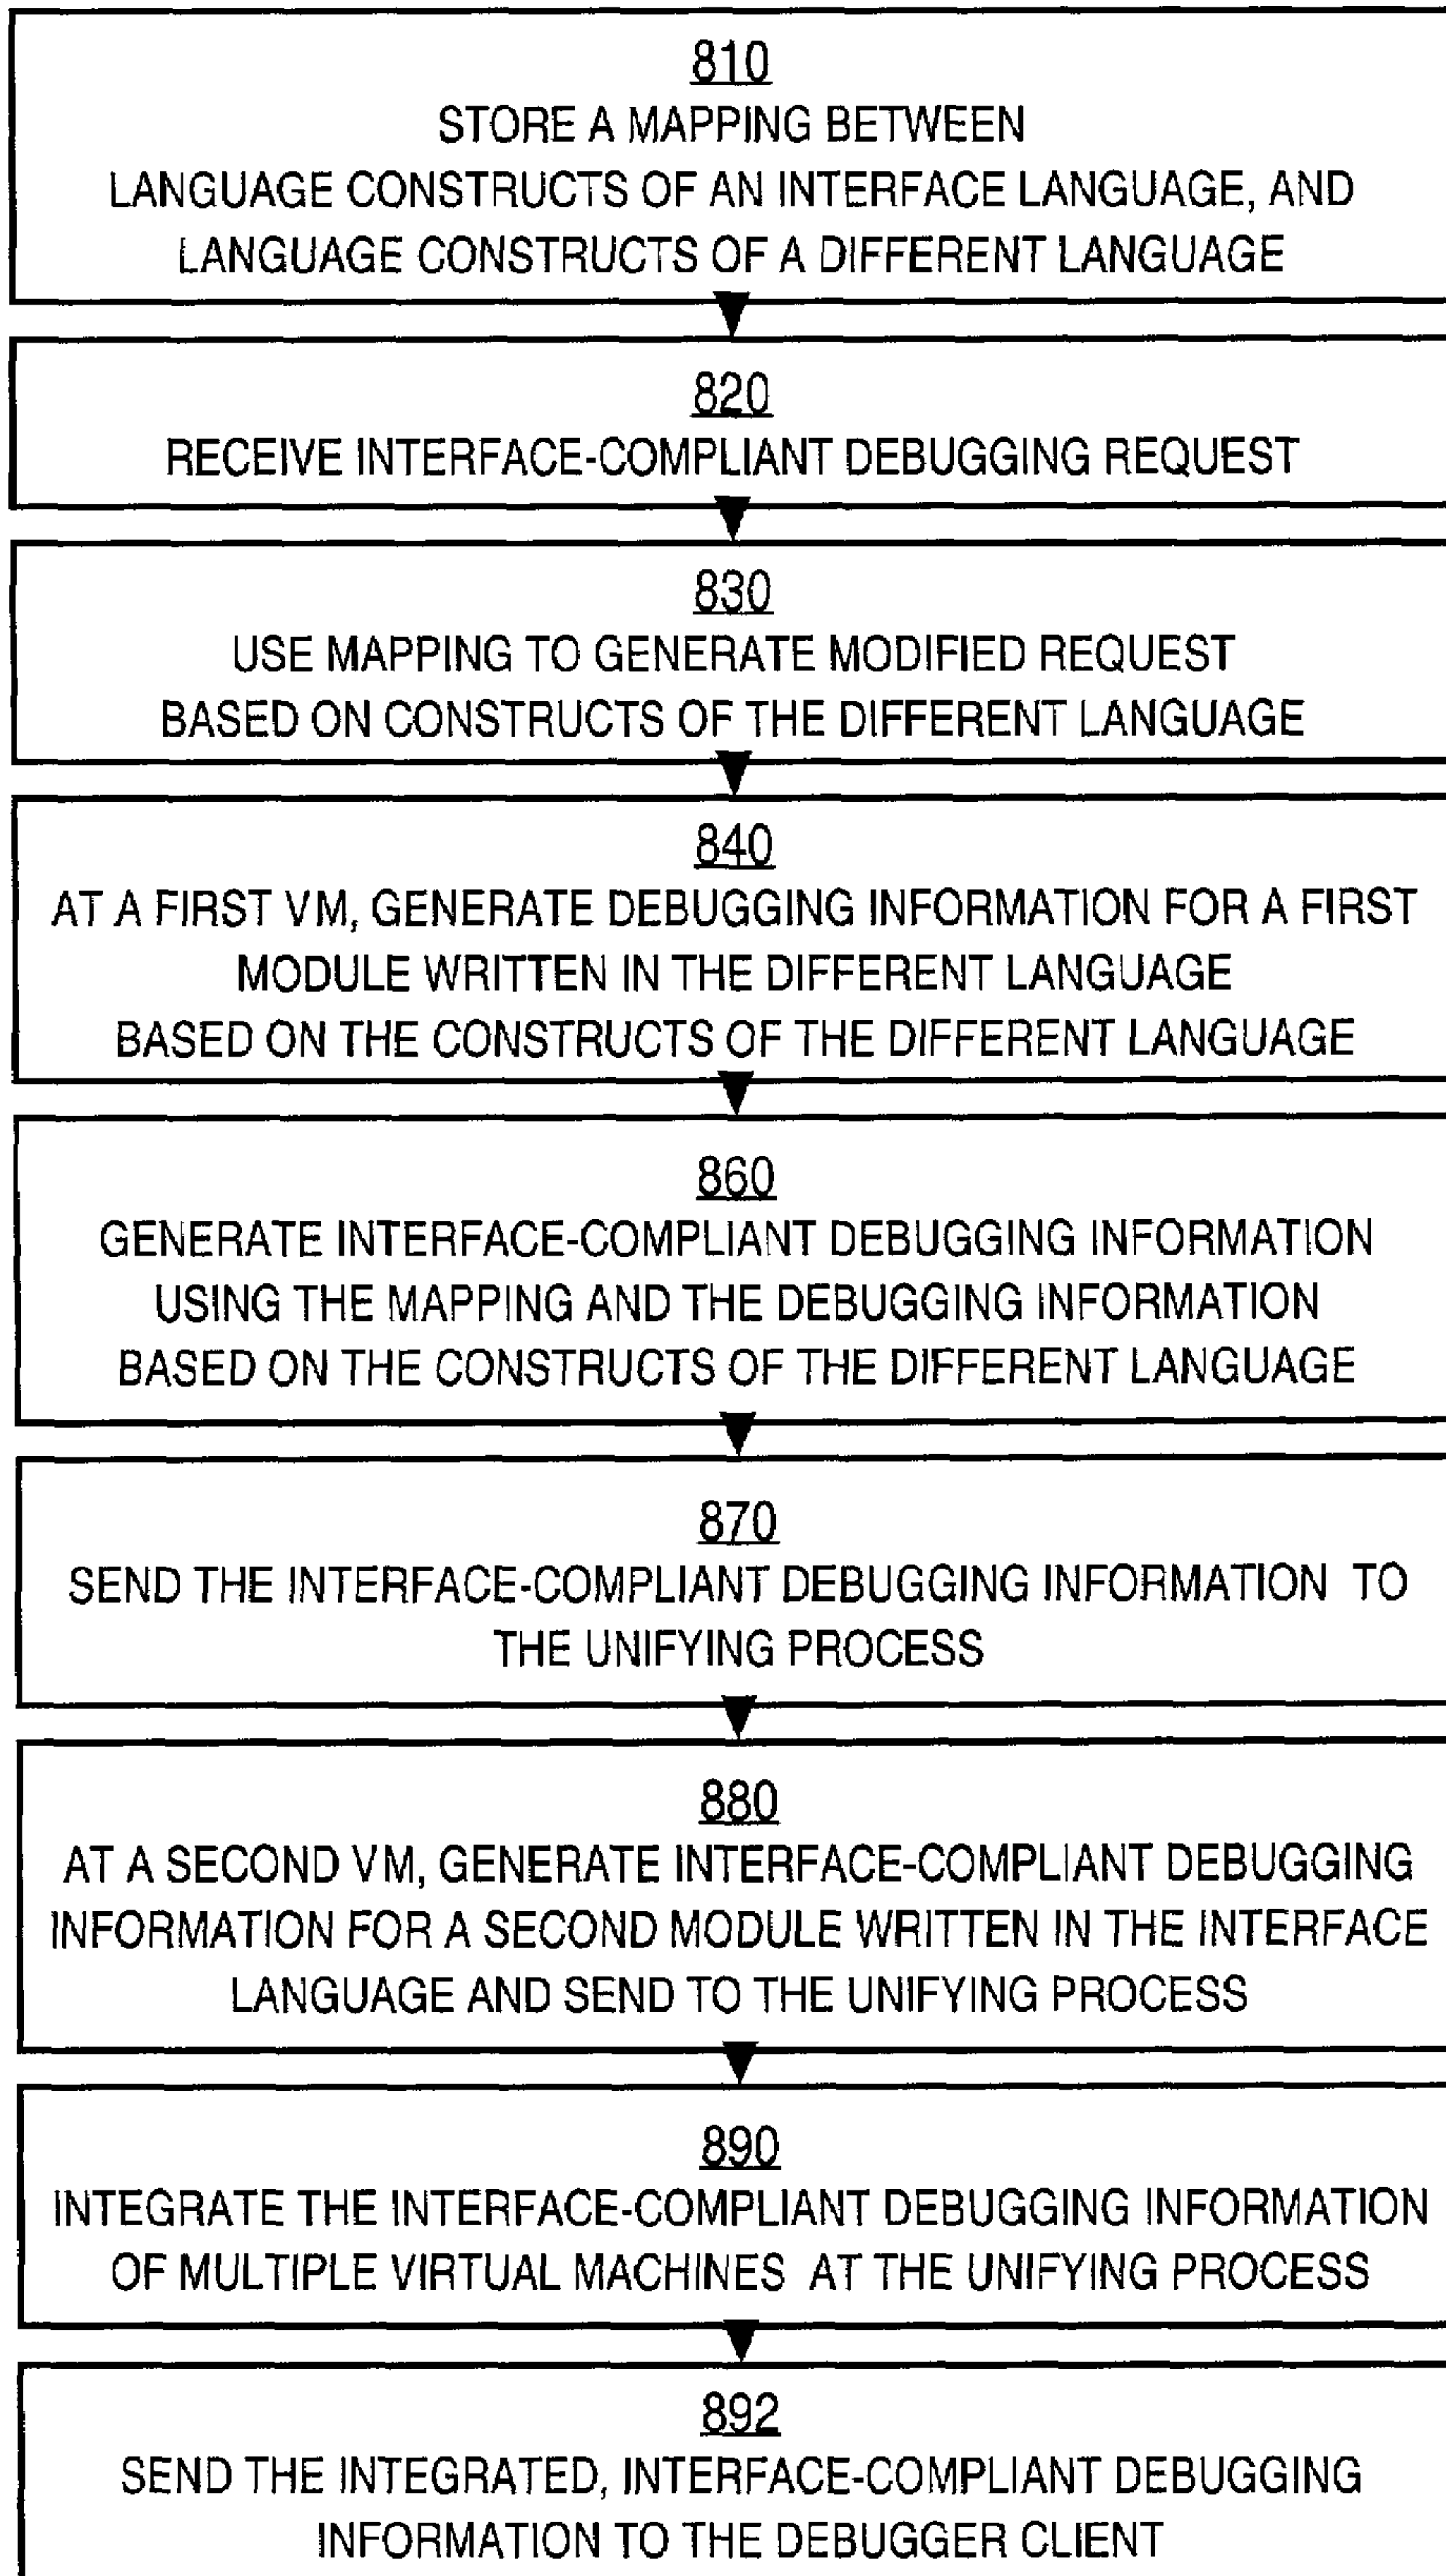 810
STORE A MAPPING BETWEEN
LANGUAGE CONSTRUCTS OF AN INTERFACE LANGUAGE, AND
LANGUAGE CONSTRUCTS OF A DIFFERENT LANGUAGE
820
RECEIVE INTERFACE-COMPLIANT DEBUGGING REQUEST
830
USE MAPPING TO GENERATE MODIFIED REQUEST
BASED ON CONSTRUCTS OF THE DIFFERENT LANGUAGE
840
AT A FIRST VM, GENERATE DEBUGGING INFORMATION FOR A FIRST
MODULE WRITTEN IN THE DIFFERENT LANGUAGE
BASED ON THE CONSTRUCTS OF THE DIFFERENT LANGUAGE
860
GENERATE INTERFACE-COMPLIANT DEBUGGING INFORMATION
USING THE MAPPING AND THE DEBUGGING INFORMATION
BASED ON THE CONSTRUCTS OF THE DIFFERENT LANGUAGE
870
SEND THE INTERFACE-COMPLIANT DEBUGGING INFORMATION TO
THE UNIFYING PROCESS
880
AT A SECOND VM, GENERATE INTERFACE-COMPLIANT DEBUGGING
INFORMATION FOR A SECOND MODULE WRITTEN IN THE INTERFACE
LANGUAGE AND SEND TO THE UNIFYING PROCESS
890
INTEGRATE THE INTERFACE-COMPLIANT DEBUGGING INFORMATION
OF MULTIPLE VIRTUAL MACHINES AT THE UNIFYING PROCESS
892
SEND THE INTEGRATED, INTERFACE-COMPLIANT DEBUGGING
INFORMATION TO THE DEBUGGER CLIENT